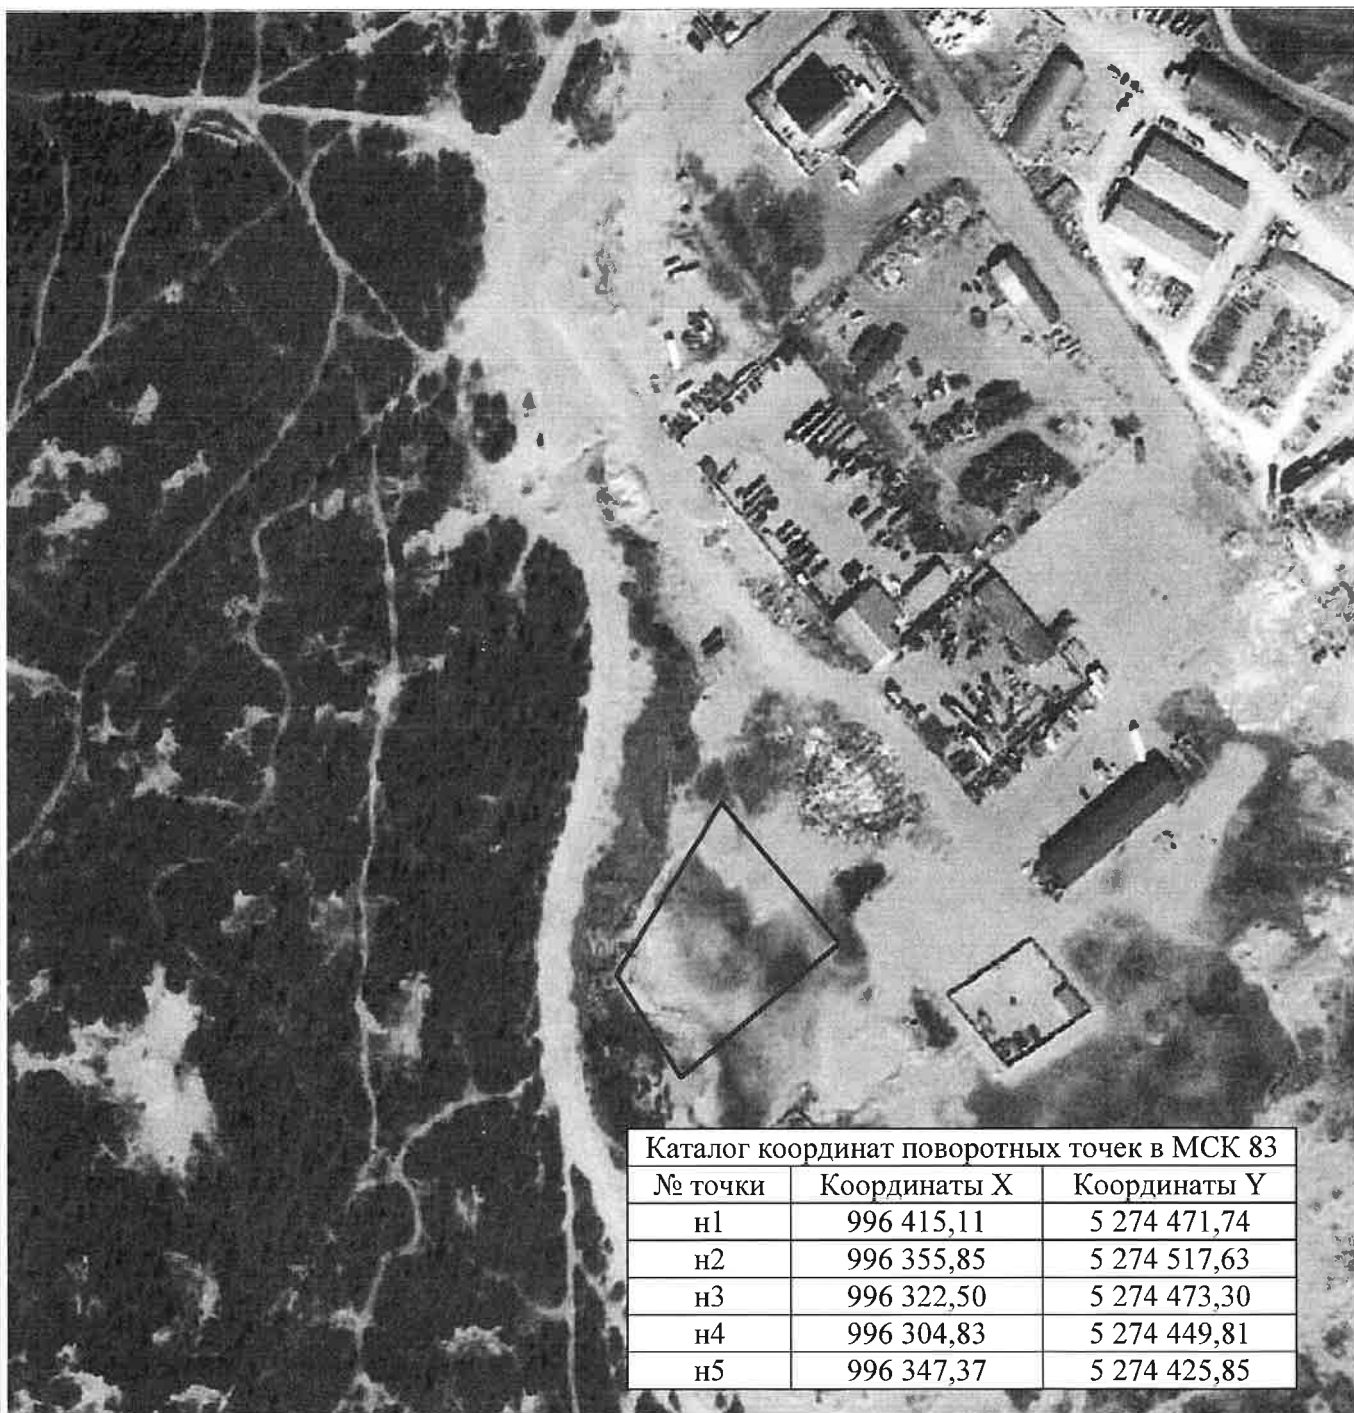 Каталог координат поворотных точек в МСК 83
№ точки Координаты X Координаты Y
н1 996 415,11 5 274 471,74
н2 996 355,85 5 274 517,63
н3 996 322,50 5 274 473,30
н4 996 304,83 5 274 449,81
н5 996 347,37 5 274 425,85